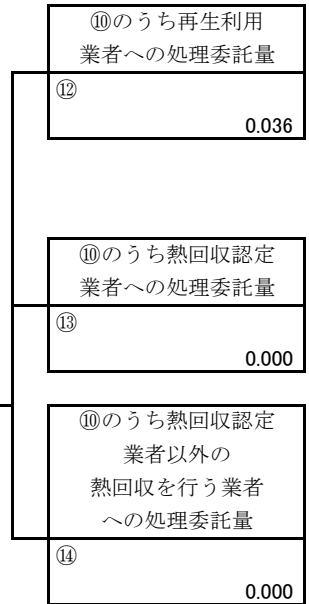 ⑩のうち再生利用
業者への処理委託量
⑫
0.036
⑩のうち熱回収認定
業者への処理委託量
⑬
0.000
⑩のうち熱回収認定
業者以外の
熱回収を行う業者
への処理委託量
⑭
0.000